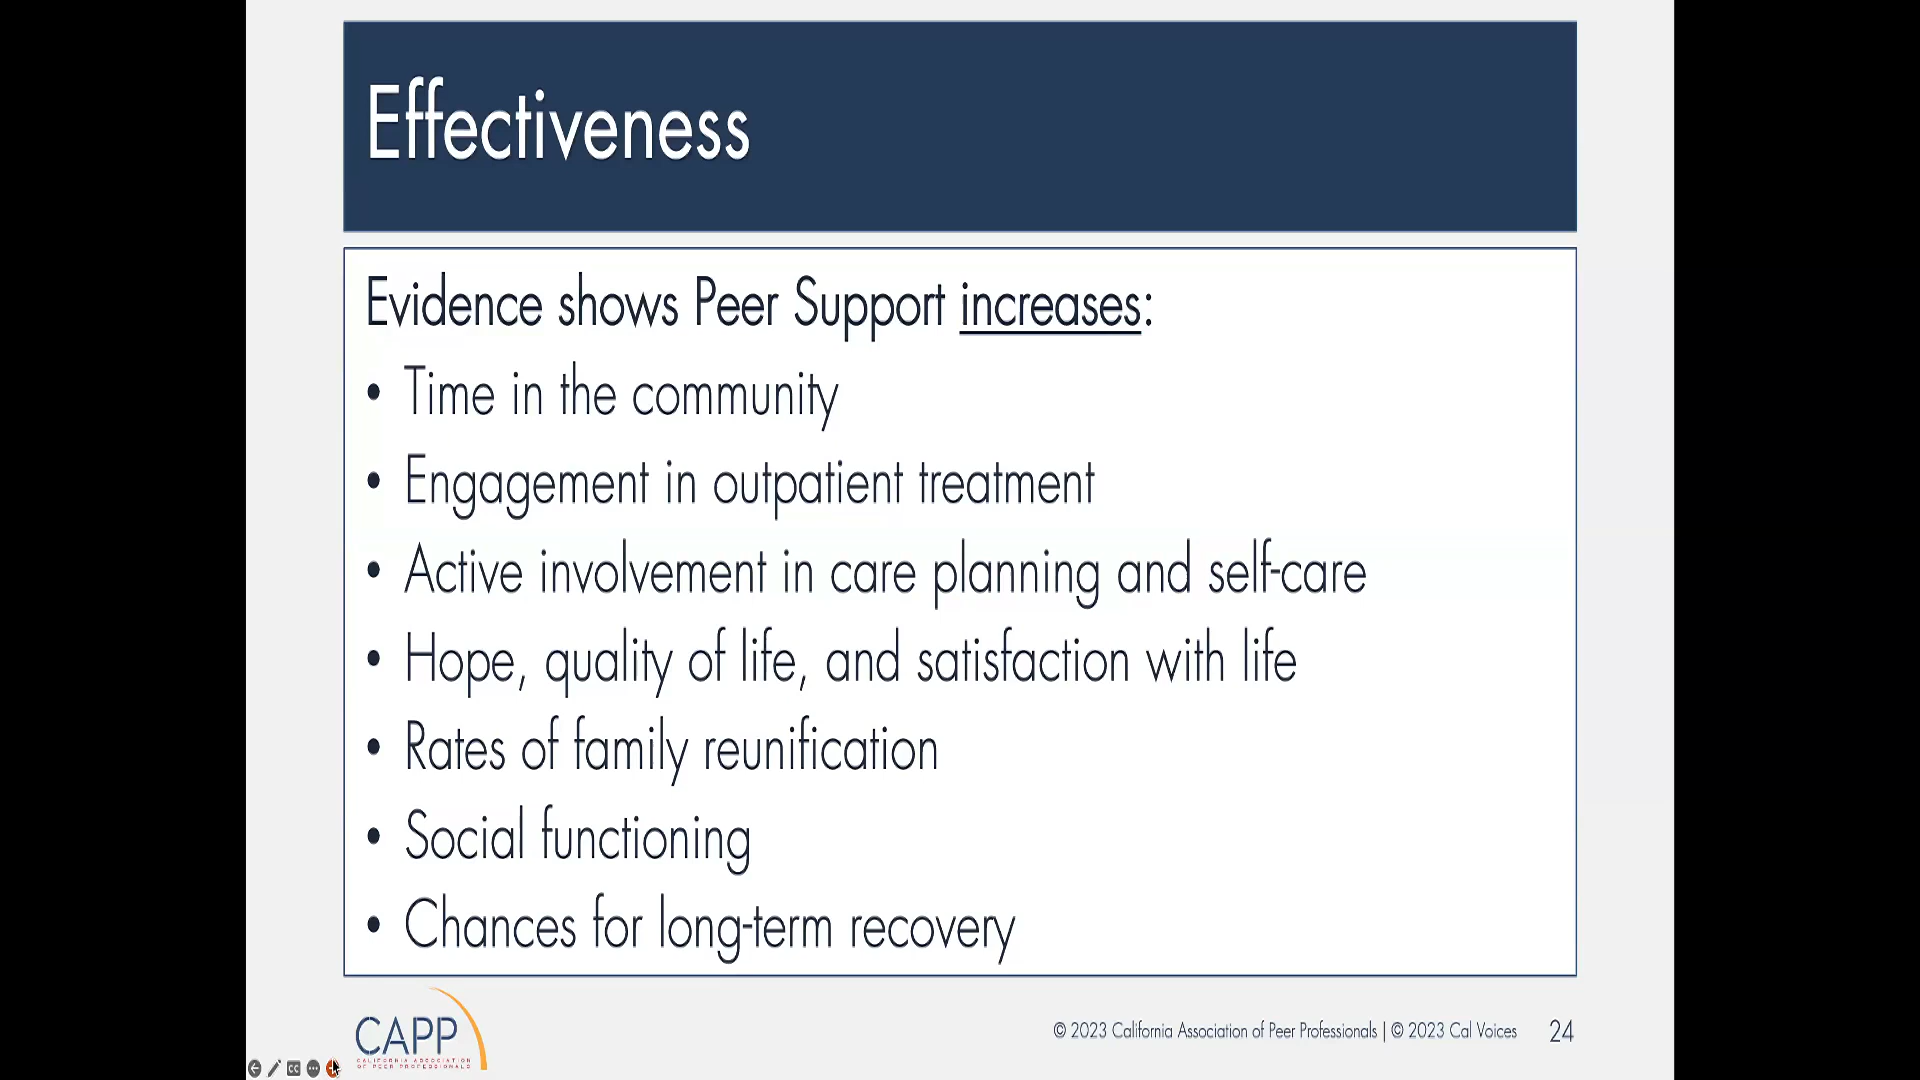 Effectiveness
Evidence shows Peer Support increases:
• Time in the community
• Engagement in outpatient treatment
• Active involvement in care planning and self-care
• Hope, quality of life, and satisfaction with life
• Rates of family reunification
• Social functioning
• Chances for long-term recovery
CAPP
CALIFORNIA ASSOCIATION
OF PEER PROFESSIONALS
© 2023 California Association of Peer Professionals | © 2023 Cal Voices 24
CC